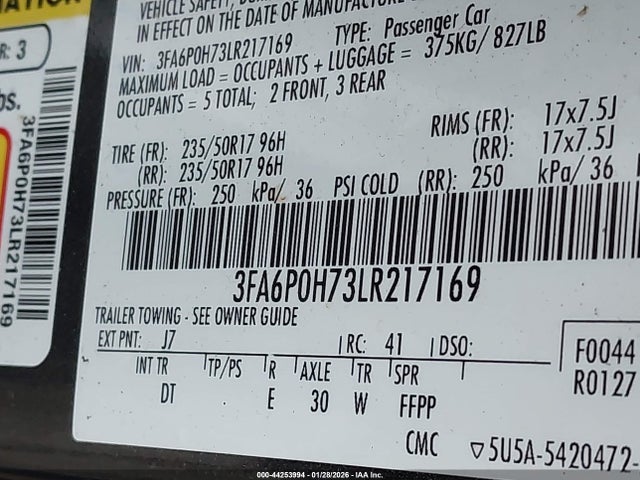 VEHICLE SAFETY,
IN EFFECT ON THE DATE OF MANUFACTURE
VIN: 3FA6P0H73LR217169 TYPE: Passenger Car
MAXIMUM LOAD = OCCUPANTS + LUGGAGE = 375KG/ 827LB
OCCUPANTS = 5 TOTAL; 2 FRONT, 3 REAR
TIRE (FR): 235/50R17 96H RIMS (FR): 17x7.5J
(RR): 235/50R17 96H (RR): 17x7.5J
PRESSURE (FR): 250 kPa/ 36 PSI COLD (RR): 250 kPa/ 36
3FA6P0H73LR217169
TRAILER TOWING - SEE OWNER GUIDE
EXT PNT: J7 RC: 41 DSO:
INT TR TP/PS R AXLE TR SPR
DT E 30 W FFPP
F0044
R0127
CMC ▽5U5A-5420472-
R: 3
bs.
3FA6P0H73LR217169
© 000--44253994 | 01/28/2026 - IAA Inc.